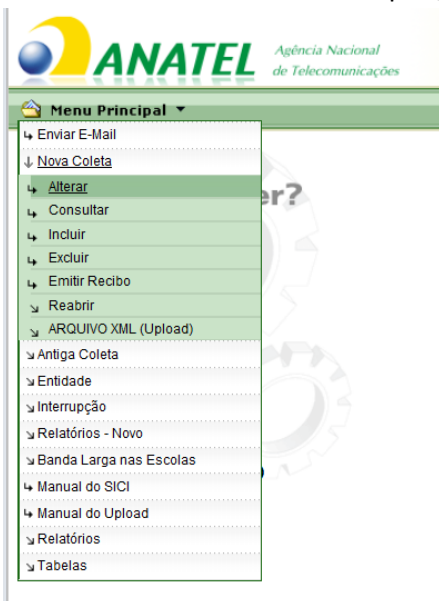 ANATEL
Agência Nacional
de Telecomunicações
Menu Principal
Enviar E-Mail
Nova Coleta
Alterar
er?
Consultar
Incluir
Excluir
Emitir Recibo
Reabrir
ARQUIVO XML (Upload)
Antiga Coleta
Entidade
Interrupção
Relatórios - Novo
Banda Larga nas Escolas
)
Manual do SICI
Manual do Upload
Relatórios
Tabelas